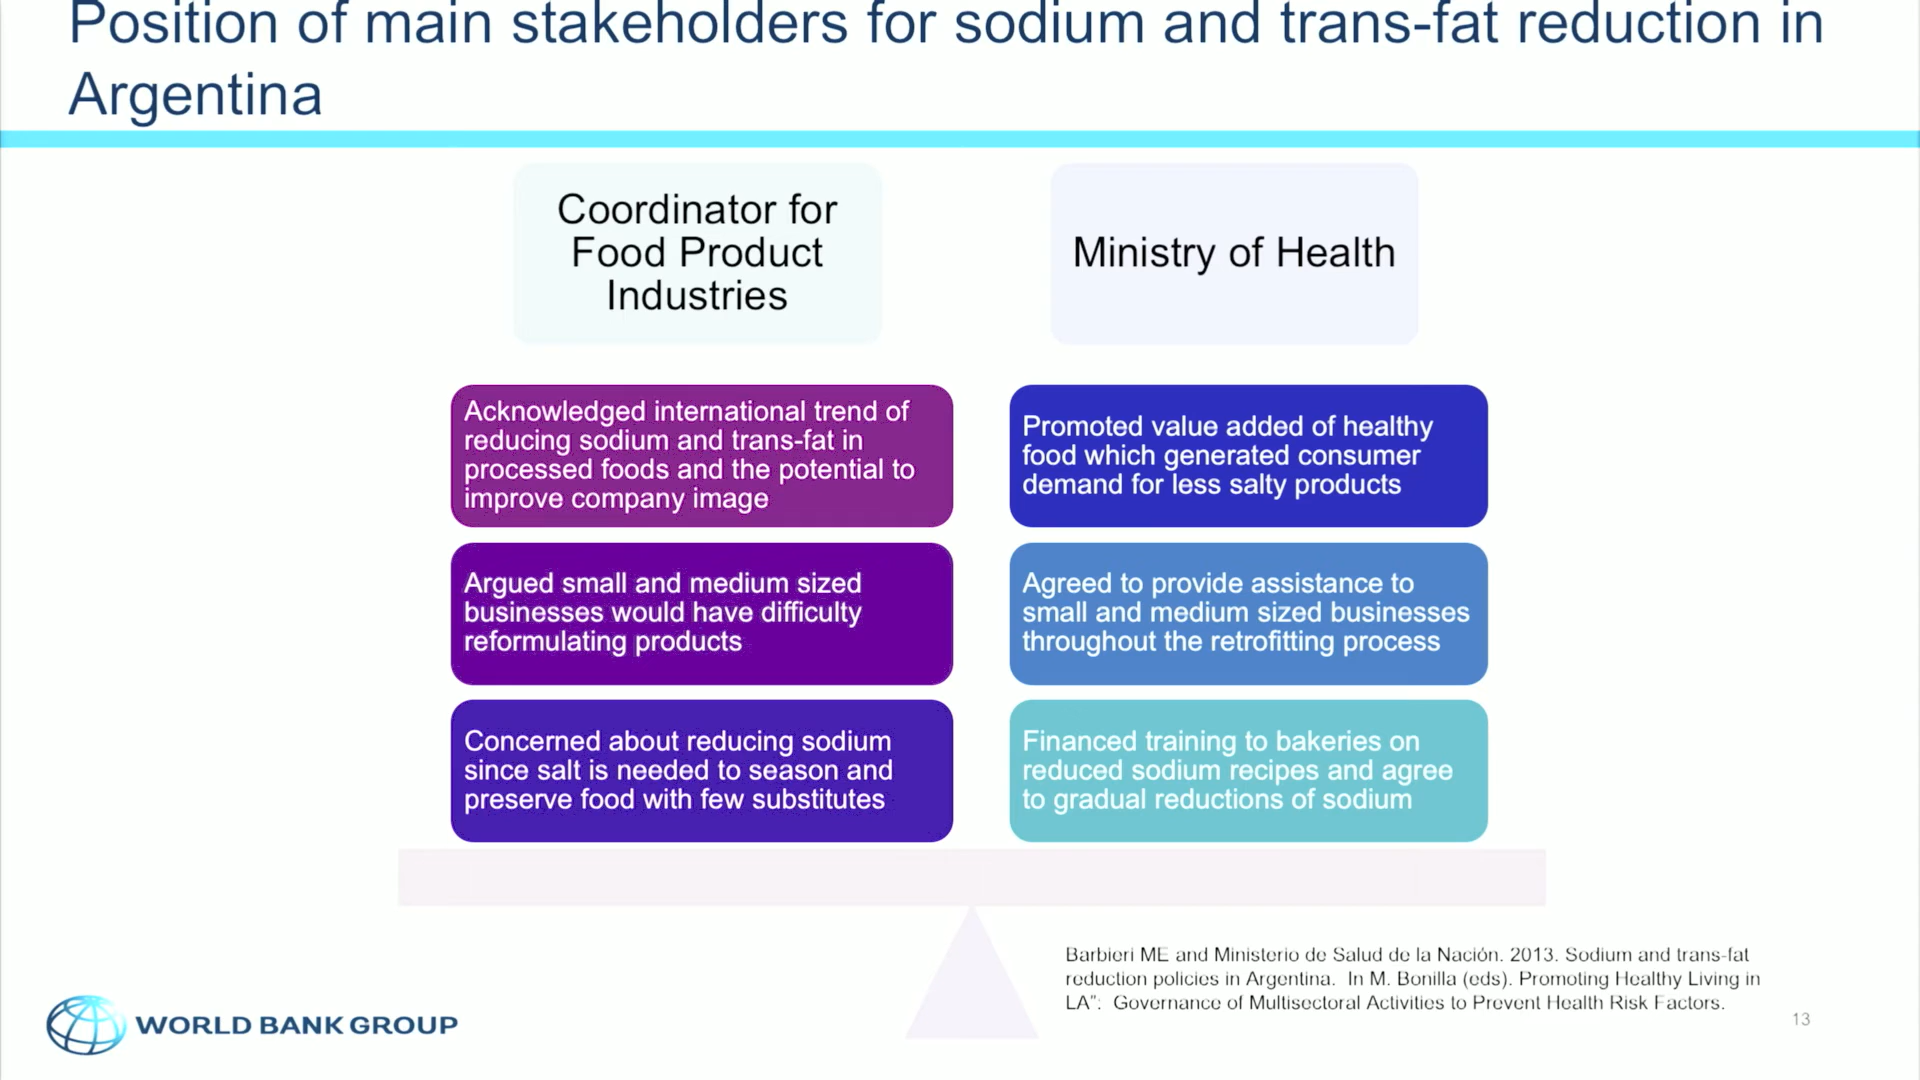 Position of main stakeholders for sodium and trans-fat reduction in
Argentina
Coordinator for
Food Product
Industries
Ministry of Health
Acknowledged international trend of
reducing sodium and trans-fat in
processed foods and the potential to
improve company image
Promoted value added of healthy
food which generated consumer
demand for less salty products
Argued small and medium sized
businesses would have difficulty
reformulating products
Agreed to provide assistance to
small and medium sized businesses
throughout the retrofitting process
Concerned about reducing sodium
since salt is needed to season and
preserve food with few substitutes
Financed training to bakeries on
reduced sodium recipes and agree
to gradual reductions of sodium
Barbieri ME and Ministerio de Salud de la Nación. 2013. Sodium and trans-fat
reduction policies in Argentina. In M. Bonilla (eds). Promoting Healthy Living in
LA": Governance of Multisectoral Activities to Prevent Health Risk Factors.
WORLD BANK GROUP
13